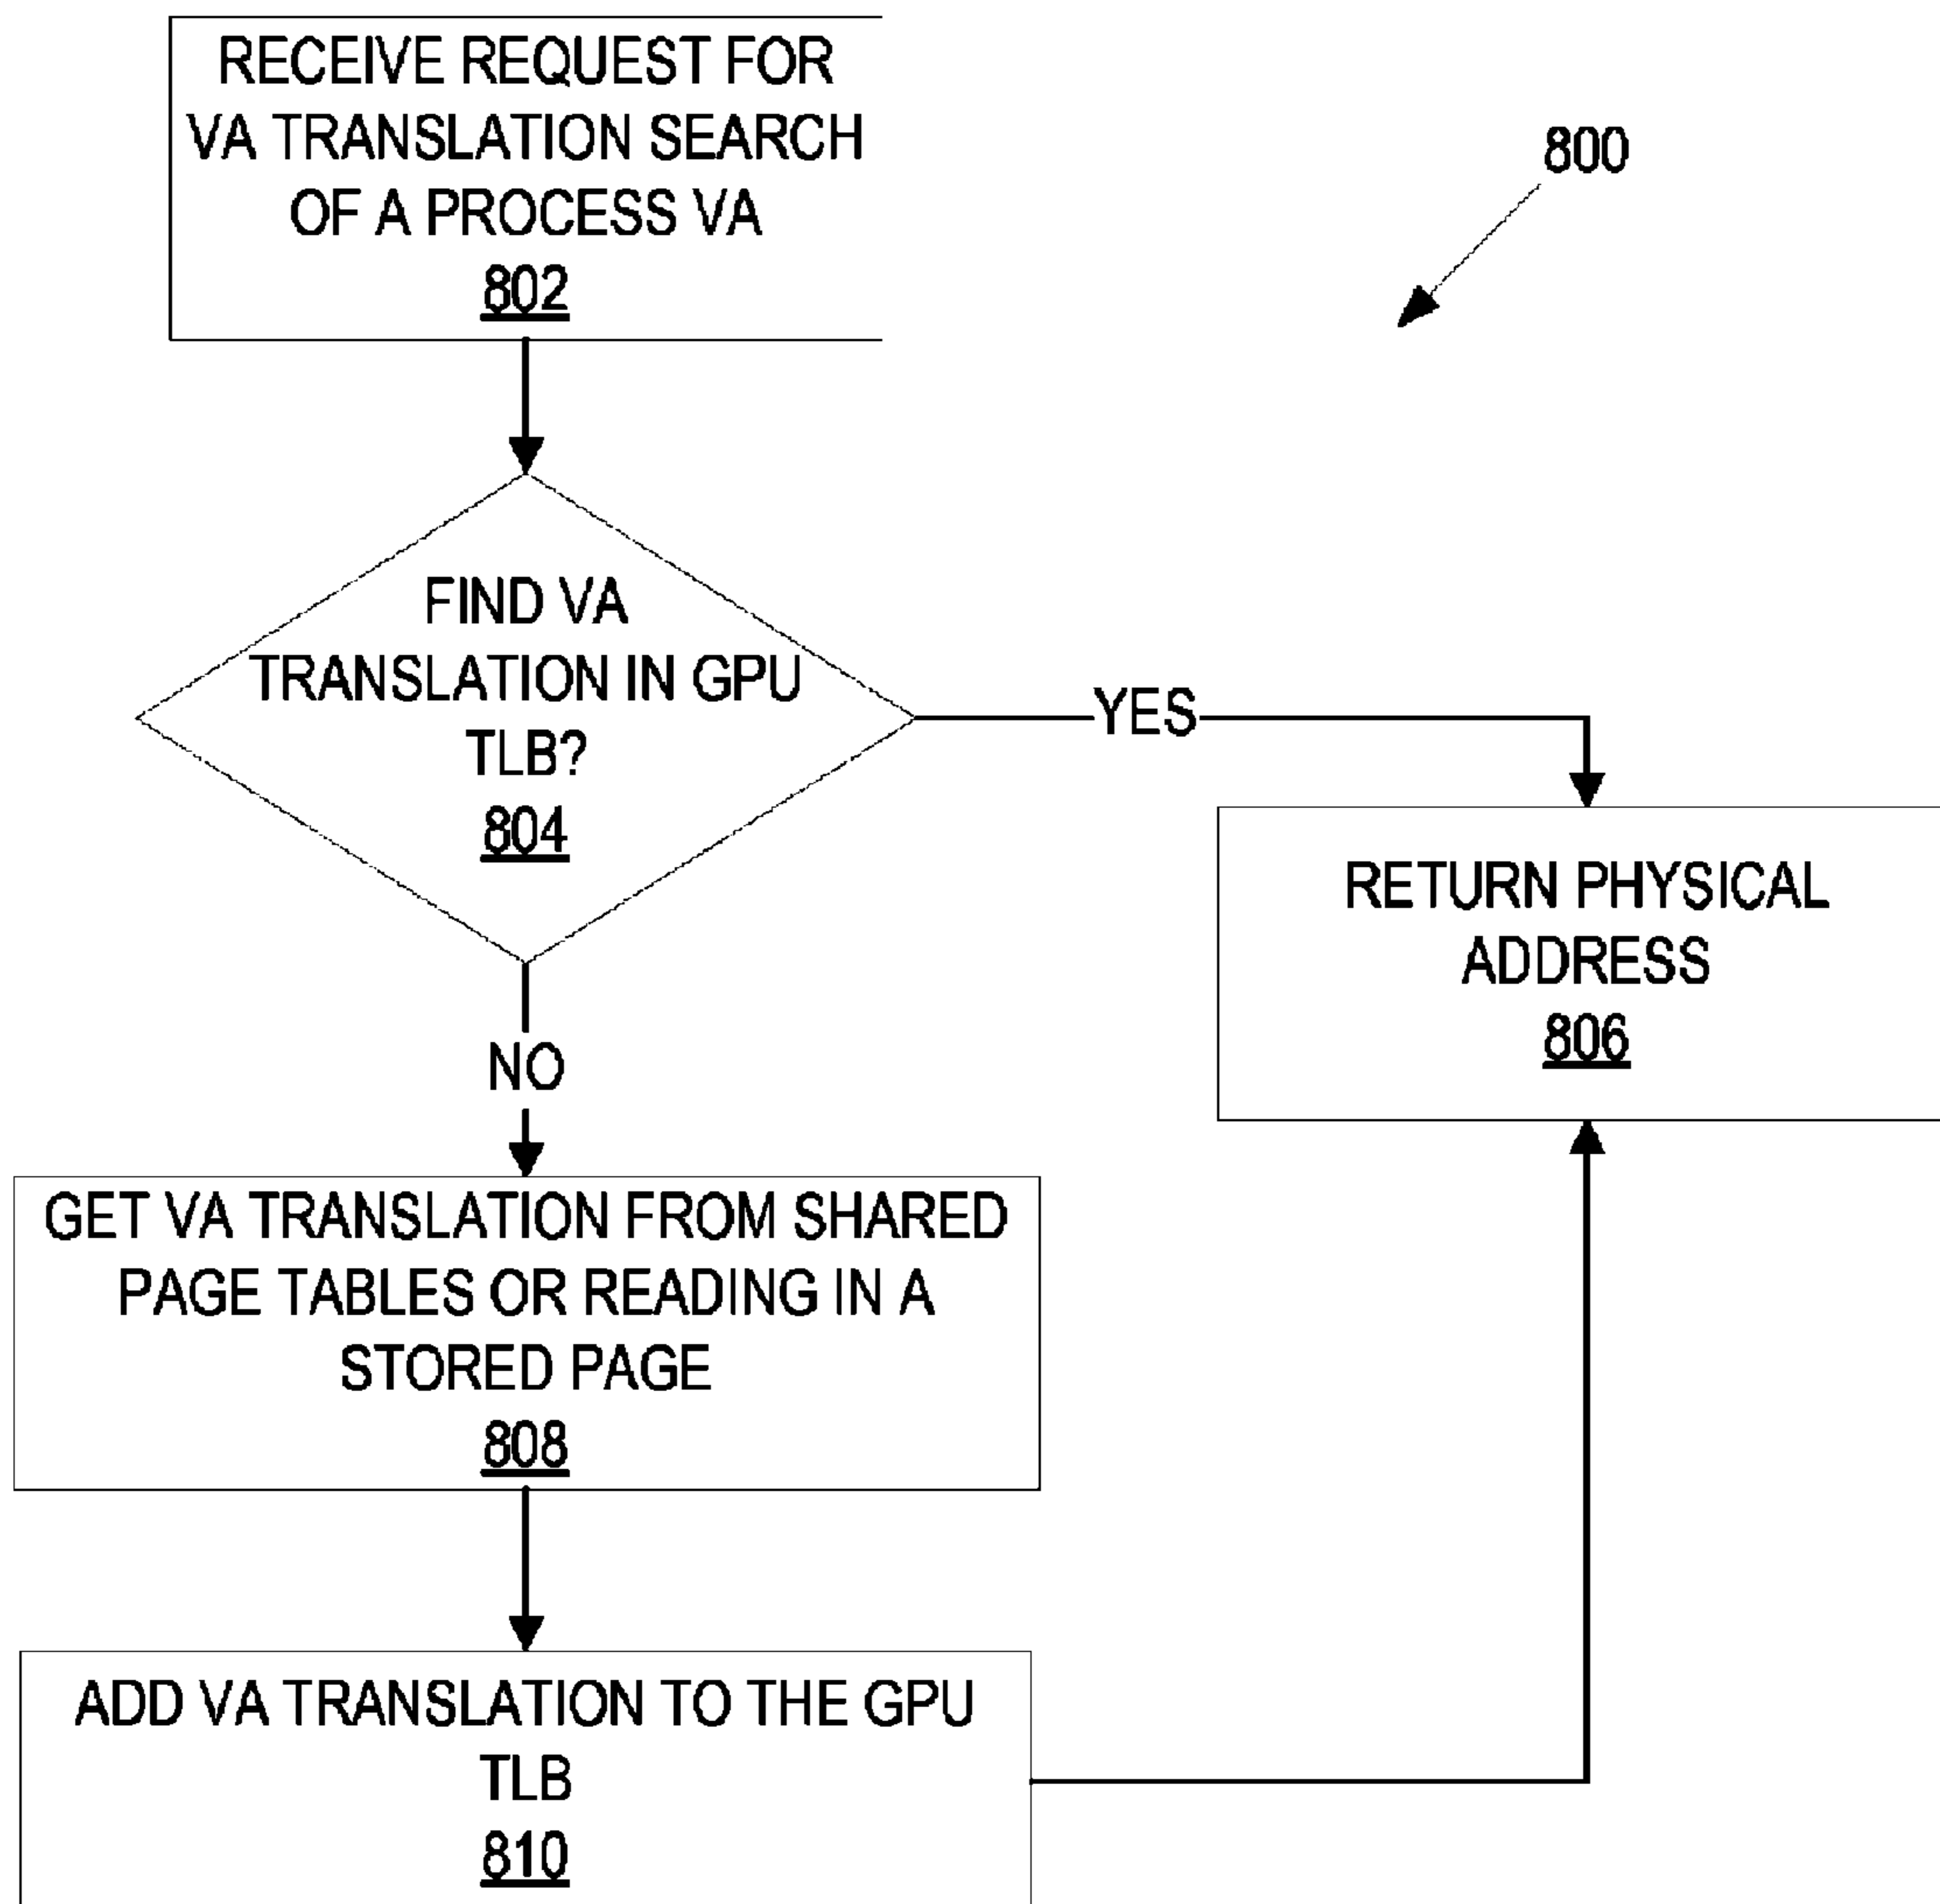 RECEIVE REQUEST FOR
VA TRANSLATION SEARCH
OF A PROCESS VA
802
800
FIND VA
TRANSLATION IN GPU
TLB?
804
YES
RETURN PHYSICAL
ADDRESS
806
NO
GET VA TRANSLATION FROM SHARED
PAGE TABLES OR READING IN A
STORED PAGE
808
ADD VA TRANSLATION TO THE GPU
TLB
810